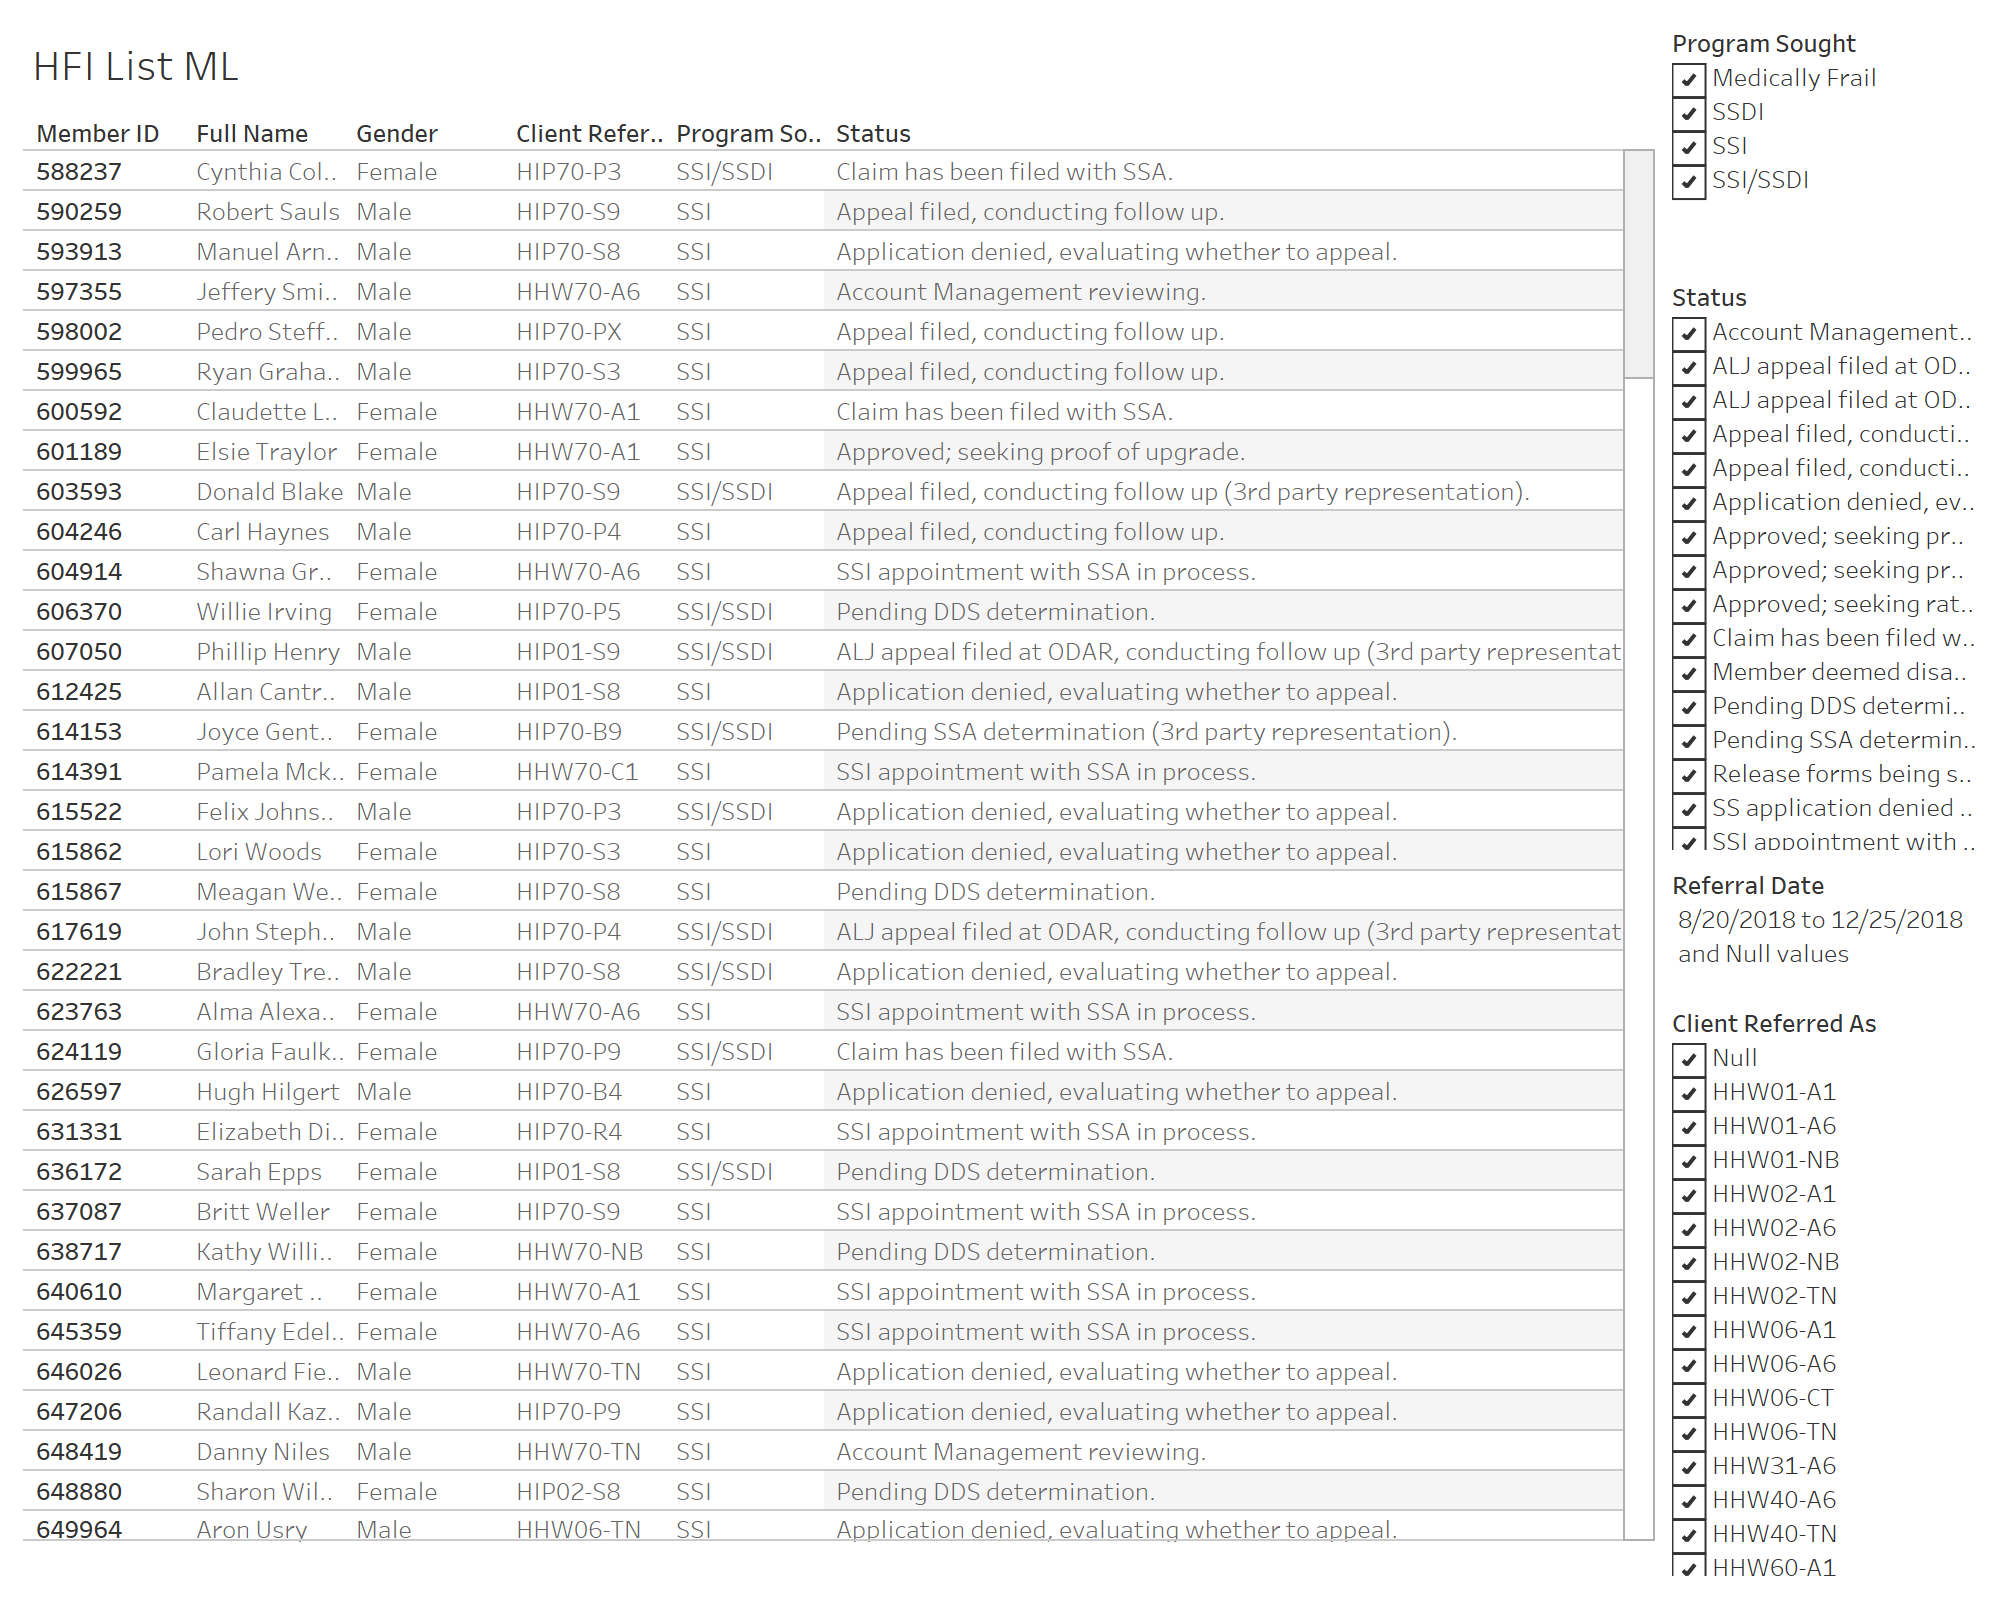 HFI List ML
Member ID Full Name Gender Client Refer.. Program So.. Status
588237 Cynthia Col.. Female HIP70-P3 SSI/SSDI Claim has been filed with SSA.
590259 Robert Sauls Male HIP70-S9 SSI Appeal filed, conducting follow up.
593913 Manuel Arn.. Male HIP70-S8 SSI Application denied, evaluating whether to appeal.
597355 Jeffery Smi.. Male HHW70-A6 SSI Account Management reviewing.
598002 Pedro Steff.. Male HIP70-PX SSI Appeal filed, conducting follow up.
599965 Ryan Graha.. Male HIP70-S3 SSI Appeal filed, conducting follow up.
600592 Claudette L.. Female HHW70-A1 SSI Claim has been filed with SSA.
601189 Elsie Traylor Female HHW70-A1 SSI Approved; seeking proof of upgrade.
603593 Donald Blake Male HIP70-S9 SSI/SSDI Appeal filed, conducting follow up (3rd party representation).
604246 Carl Haynes Male HIP70-P4 SSI Appeal filed, conducting follow up.
604914 Shawna Gr.. Female HHW70-A6 SSI SSI appointment with SSA in process.
606370 Willie Irving Female HIP70-P5 SSI/SSDI Pending DDS determination.
607050 Phillip Henry Male HIP01-S9 SSI/SSDI ALJ appeal filed at ODAR, conducting follow up (3rd party representat
612425 Allan Cantr.. Male HIP01-S8 SSI Application denied, evaluating whether to appeal.
614153 Joyce Gent.. Female HIP70-B9 SSI/SSDI Pending SSA determination (3rd party representation).
614391 Pamela Mck.. Female HHW70-C1 SSI SSI appointment with SSA in process.
615522 Felix Johns.. Male HIP70-P3 SSI/SSDI Application denied, evaluating whether to appeal.
615862 Lori Woods Female HIP70-S3 SSI Application denied, evaluating whether to appeal.
615867 Meagan We.. Female HIP70-S8 SSI Pending DDS determination.
617619 John Steph.. Male HIP70-P4 SSI/SSDI ALJ appeal filed at ODAR, conducting follow up (3rd party representat
622221 Bradley Tre.. Male HIP70-S8 SSI/SSDI Application denied, evaluating whether to appeal.
623763 Alma Alexa.. Female HHW70-A6 SSI SSI appointment with SSA in process.
624119 Gloria Faulk.. Female HIP70-P9 SSI/SSDI Claim has been filed with SSA.
626597 Hugh Hilgert Male HIP70-B4 SSI Application denied, evaluating whether to appeal.
631331 Elizabeth Di.. Female HIP70-R4 SSI SSI appointment with SSA in process.
636172 Sarah Epps Female HIP01-S8 SSI/SSDI Pending DDS determination.
637087 Britt Weller Female HIP70-S9 SSI SSI appointment with SSA in process.
638717 Kathy Willi.. Female HHW70-NB SSI Pending DDS determination.
640610 Margaret .. Female HHW70-A1 SSI SSI appointment with SSA in process.
645359 Tiffany Edel.. Female HHW70-A6 SSI SSI appointment with SSA in process.
646026 Leonard Fie.. Male HHW70-TN SSI Application denied, evaluating whether to appeal.
647206 Randall Kaz.. Male HIP70-P9 SSI Application denied, evaluating whether to appeal.
648419 Danny Niles Male HHW70-TN SSI Account Management reviewing.
648880 Sharon Wil.. Female HIP02-S8 SSI Pending DDS determination.
649964 Aron Usry Male HHW06-TN SSI Application denied, evaluating whether to appeal.
Program Sought
Medically Frail
SSDI
SSI
SSI/SSDI
Status
Account Management..
ALJ appeal filed at OD..
ALJ appeal filed at OD..
Appeal filed, conducti..
Appeal filed, conducti..
Application denied, ev..
Approved; seeking pr..
Approved; seeking pr..
Approved; seeking rat..
Claim has been filed w..
Member deemed disa..
Pending DDS determi..
Pending SSA determin..
Release forms being s..
SS application denied ..
SSI appointment with ..
Referral Date
8/20/2018 to 12/25/2018
and Null values
Client Referred As
Null
HHW01-A1
HHW01-A6
HHW01-NB
HHW02-A1
HHW02-A6
HHW02-NB
HHW02-TN
HHW06-A1
HHW06-A6
HHW06-CT
HHW06-TN
HHW31-A6
HHW40-A6
HHW40-TN
HHW60-A1